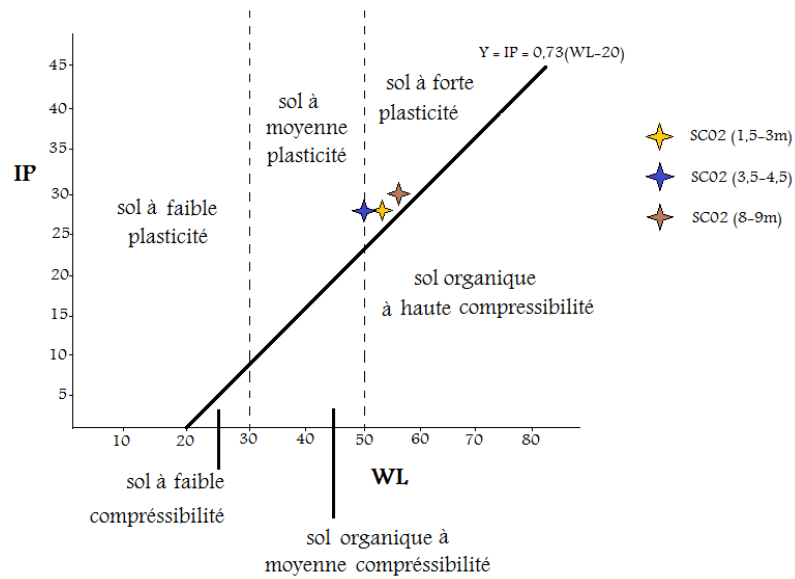 Y = IP = 0,73(WL-20)
45
40
35
30
25
20
15
10
5
IP
sol à faible
plasticité
sol à
moyenne
plasticité
sol à forte
plasticité
sol organique
à haute compressibilité
SC02 (1,5-3m)
SC02 (3,5-4,5)
SC02 (8-9m)
10 20 30 40 50 60 70 80
WL
sol à faible
compréssibilité
sol organique à
moyenne compréssibilité